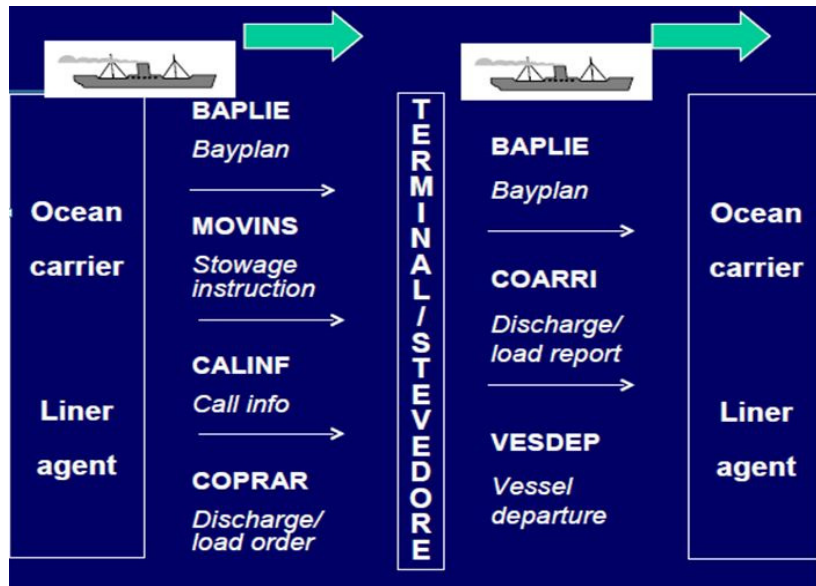 Ocean
carrier
Liner
agent
BAPLIE
Bayplan
MOVINS
Stowage
instruction
CALINF
Call info
COPRAR
Discharge/
load order
TERMINAL/STEVEDORE
BAPLIE
Bayplan
COARRI
Discharge/
load report
VESDEP
Vessel
departure
Ocean
carrier
Liner
agent